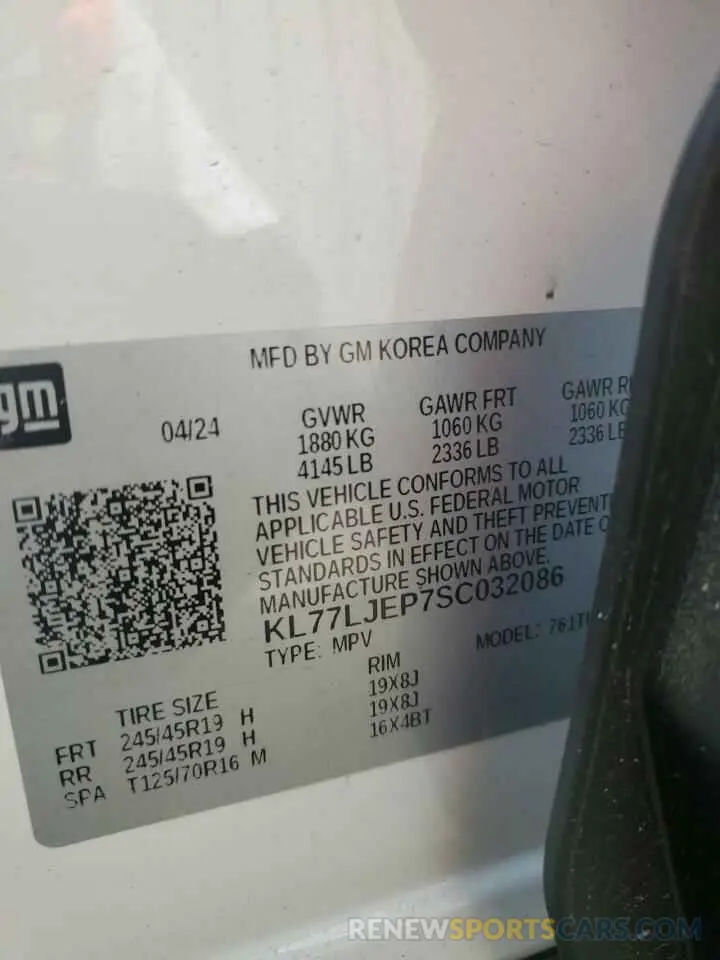 MFD BY GM KOREA COMPANY
gm
04/24
GVWR
1880 KG
4145 LB
GAWR FRT
1060 KG
2336 LB
GAWR
1060
2336
THIS VEHICLE CONFORMS TO ALL
APPLICABLE U.S. FEDERAL MOTOR
VEHICLE SAFETY AND THEFT PREVENT
STANDARDS IN EFFECT ON THE DATE
MANUFACTURE SHOWN ABOVE.
KL77LJEP7SC032086
TYPE: MPV MODEL:
TIRE SIZE RIM
FRT 245/45R19 H 19X8J
RR 245/45R19 H 19X8J
SPA T125/70R16 M 16X4BT
RENEWSPORTSCARS.COM